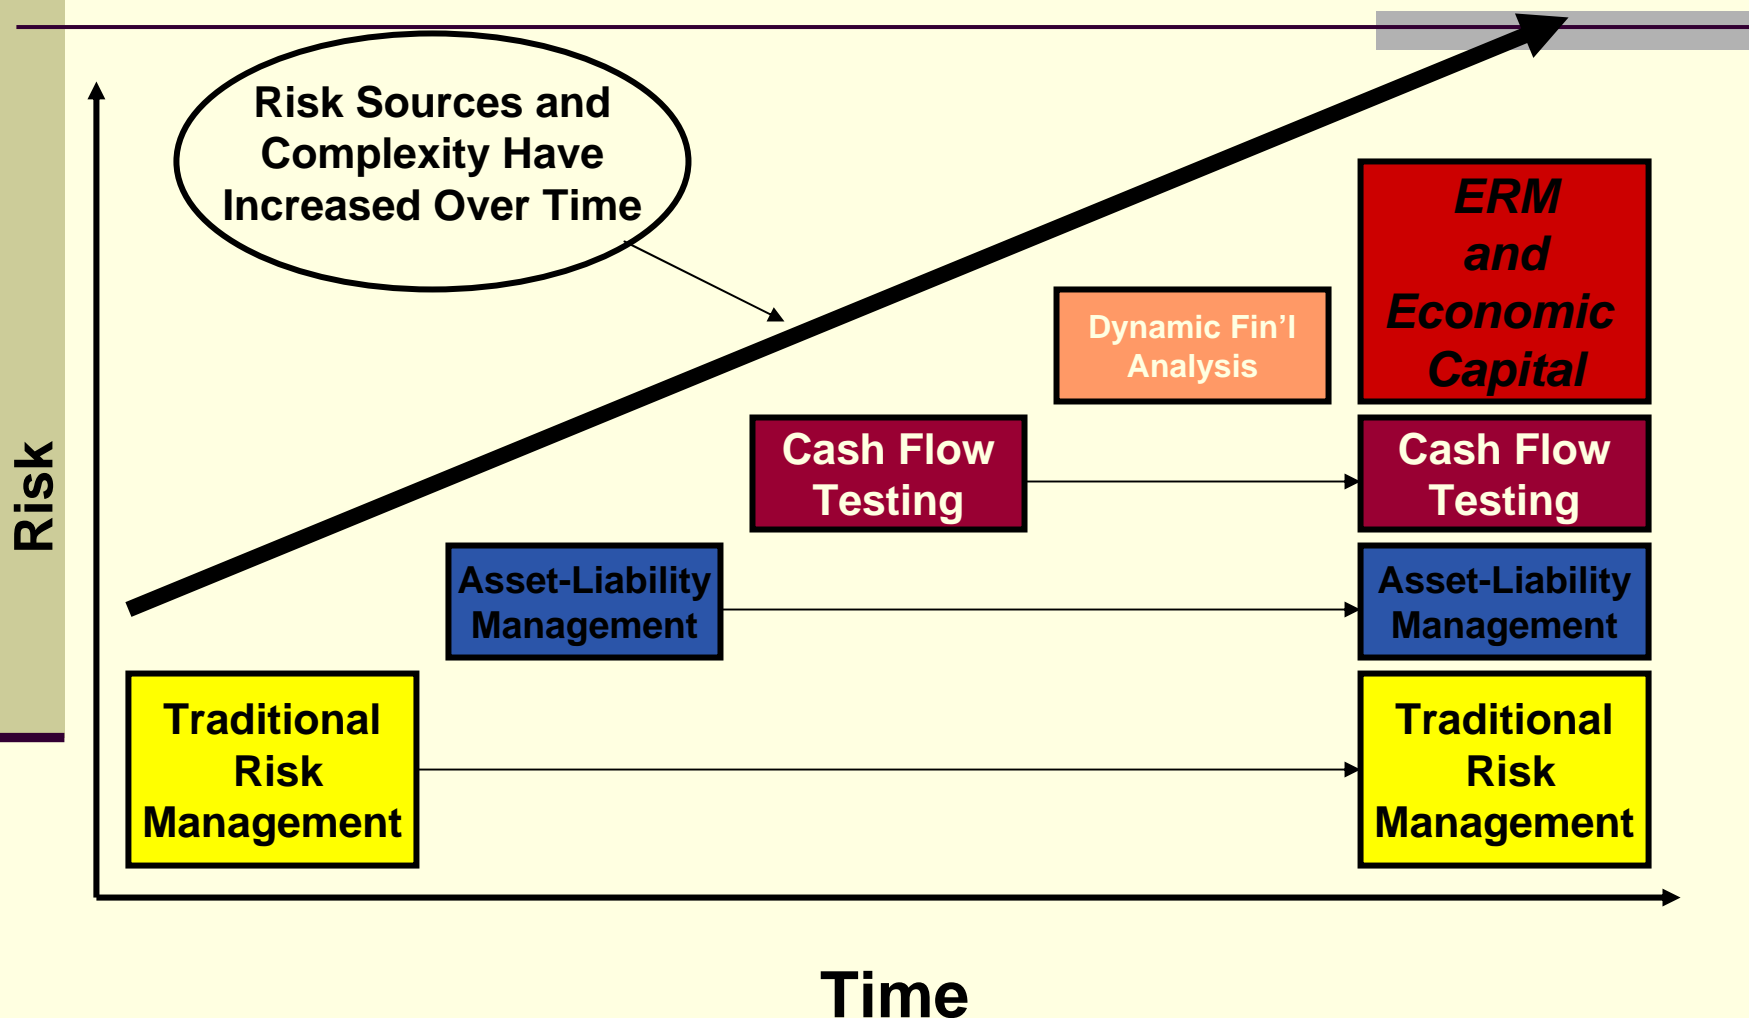 Risk Sources and
Complexity Have
Increased Over Time
ERM
and
Economic
Capital
Dynamic Fin’l
Analysis
Cash Flow
Testing
Cash Flow
Testing
Risk
Asset-Liability
Management
Asset-Liability
Management
Traditional
Risk
Management
Traditional
Risk
Management
Time